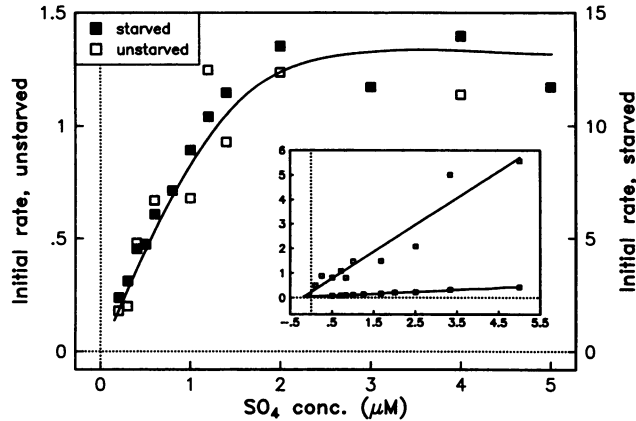 starved
unstarved
1.5
1
.5
0
Initial rate, unstarved
15
10
5
0
Initial rate, starved
6
5
4
3
2
1
0
-.5 .5 1.5 2.5 3.5 4.5 5.5
0 1 2 3 4 5
SO₄ conc. (μM)